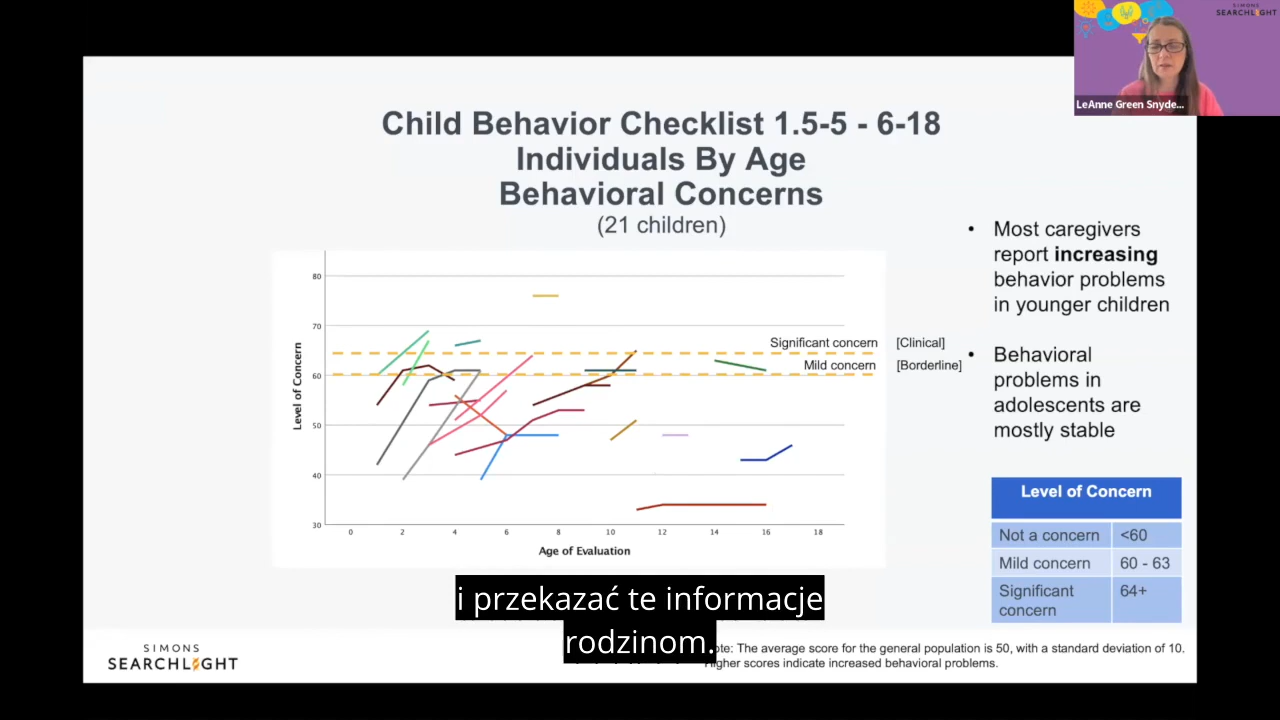 SIMONS
SEARCHLIGHT
LeAnne Green Snyde...
Child Behavior Checklist 1.5-5 - 6-18
Individuals By Age
Behavioral Concerns
(21 children)
80
70
60
50
40
30
Level of Concern
0
2
4
6
8
10
12
14
16
18
Age of Evaluation
Significant concern [Clinical]
Mild concern [Borderline]
• Most caregivers
report increasing
behavior problems
in younger children
• Behavioral
problems in
adolescents are
mostly stable
Level of Concern
Not a concern <60
Mild concern 60 - 63
Significant
concern 64+
i przekazać te informacje
rodzinom.
SIMONS
SEARCHLIGHT
The average score for the general population is 50, with a standard deviation of 10.
scores indicate increased behavioral problems.